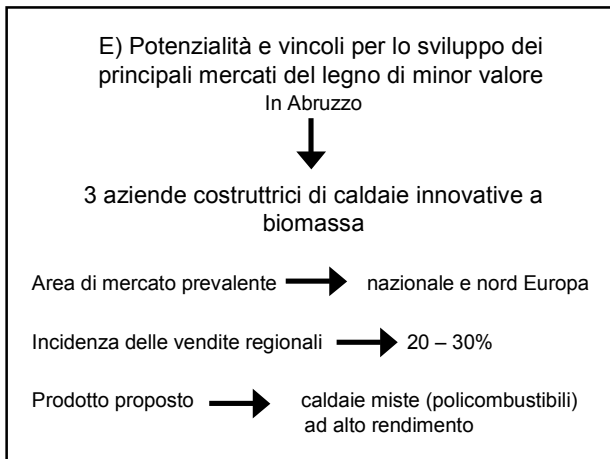 E) Potenzialità e vincoli per lo sviluppo dei
principali mercati del legno di minor valore
In Abruzzo
3 aziende costruttrici di caldaie innovative a
biomassa
Area di mercato prevalente nazionale e nord Europa
Incidenza delle vendite regionali 20 – 30%
Prodotto proposto caldaie miste (policombustibili)
ad alto rendimento